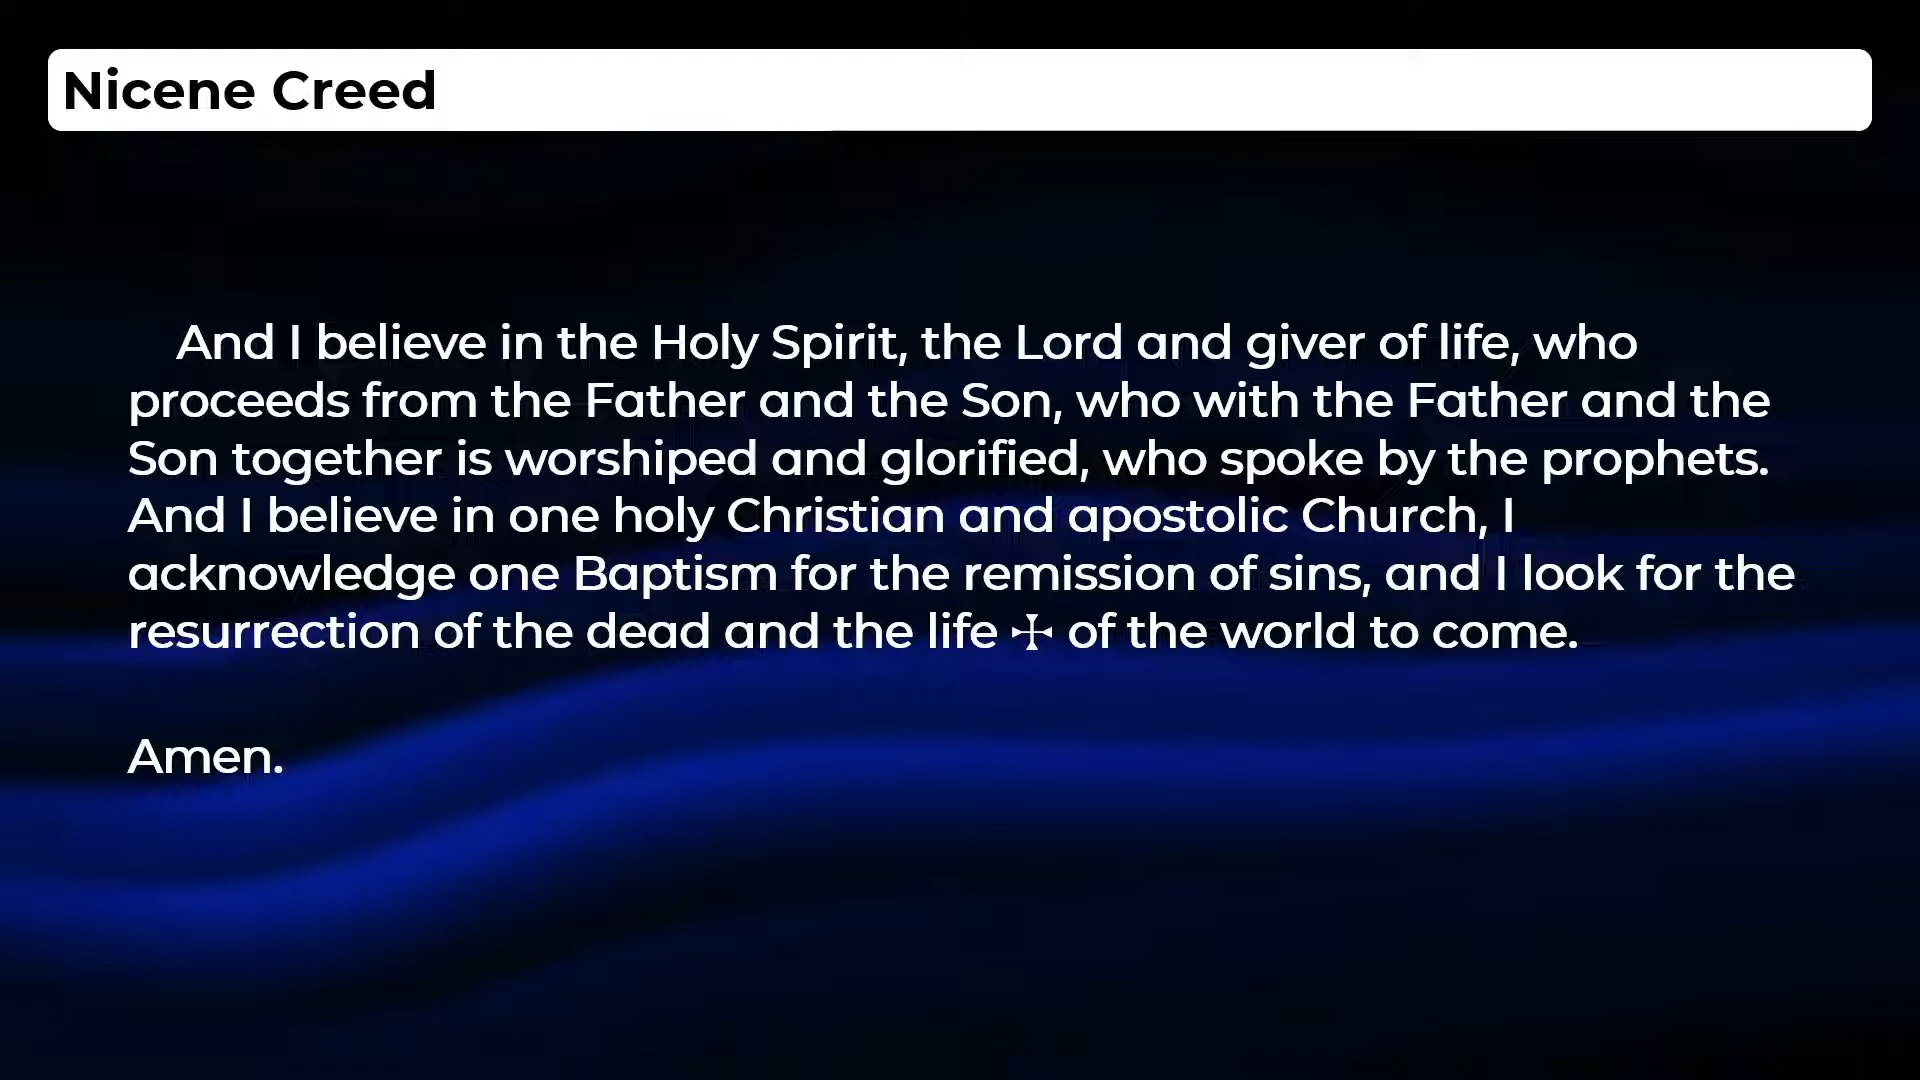 Nicene Creed
And I believe in the Holy Spirit, the Lord and giver of life, who
proceeds from the Father and the Son, who with the Father and the
Son together is worshiped and glorified, who spoke by the prophets.
And I believe in one holy Christian and apostolic Church, I
acknowledge one Baptism for the remission of sins, and I look for the
resurrection of the dead and the life ☩ of the world to come.
Amen.